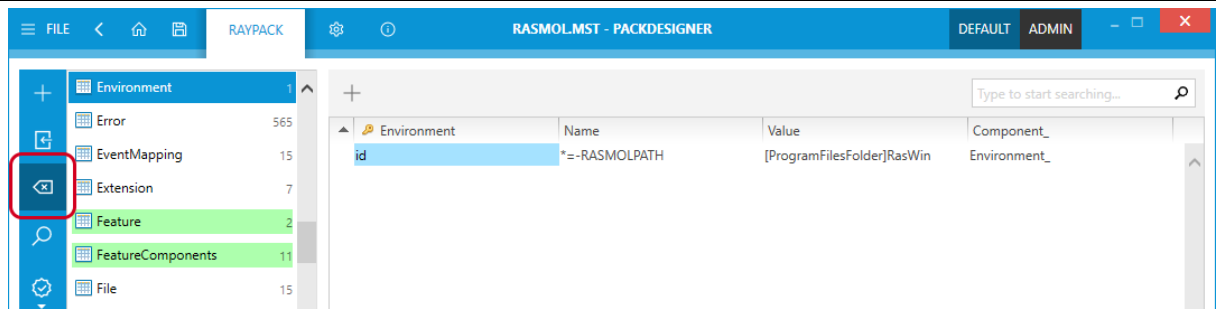 FILE RAYPACK RASMOL.MST - PACKDESIGNER DEFAULT ADMIN
Environment 1
Error 565
EventMapping 15
Extension 7
Feature 2
FeatureComponents 11
File 15
Type to start searching...
Environment Name Value Component_
id *=-RASMOLPATH [ProgramFilesFolder]RasWin Environment_